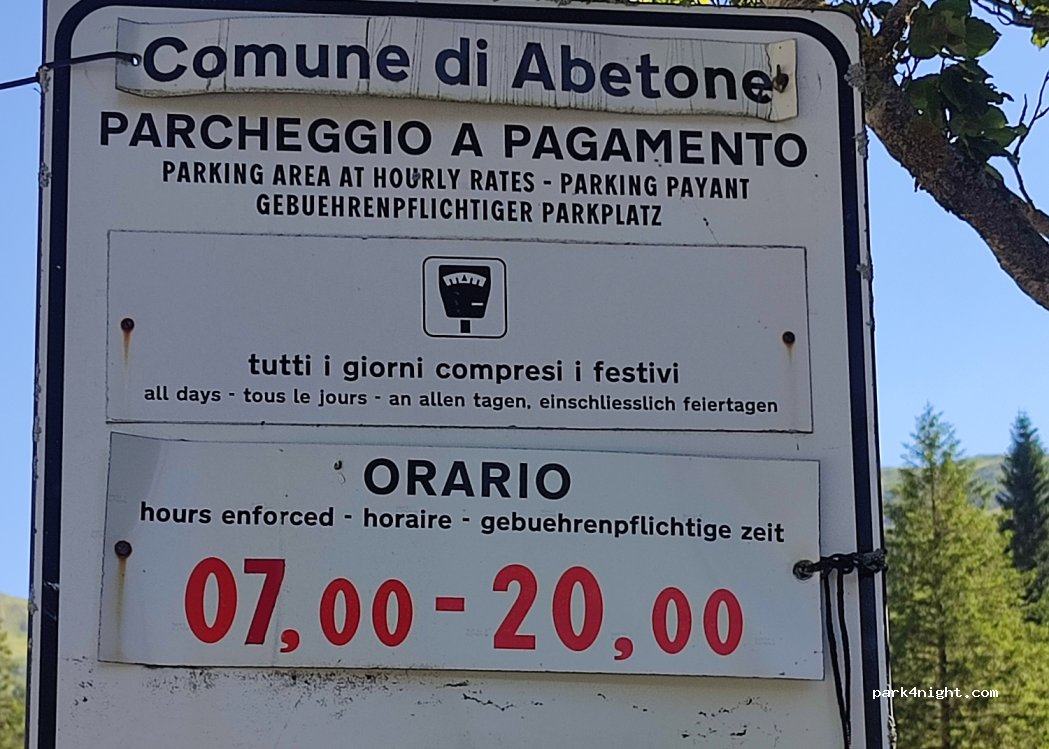 Comune di Abetone
PARCHEGGIO A PAGAMENTO
PARKING AREA AT HOURLY RATES - PARKING PAYANT
GEBUEHRENPFLICHTIGER PARKPLATZ
tutti i giorni compresi i festivi
all days - tous le jours - an allen tagen, einschliesslich feiertagen
ORARIO
hours enforced - horaire - gebuehrenpflichtige zeit
07,00 - 20,00
park4night.com